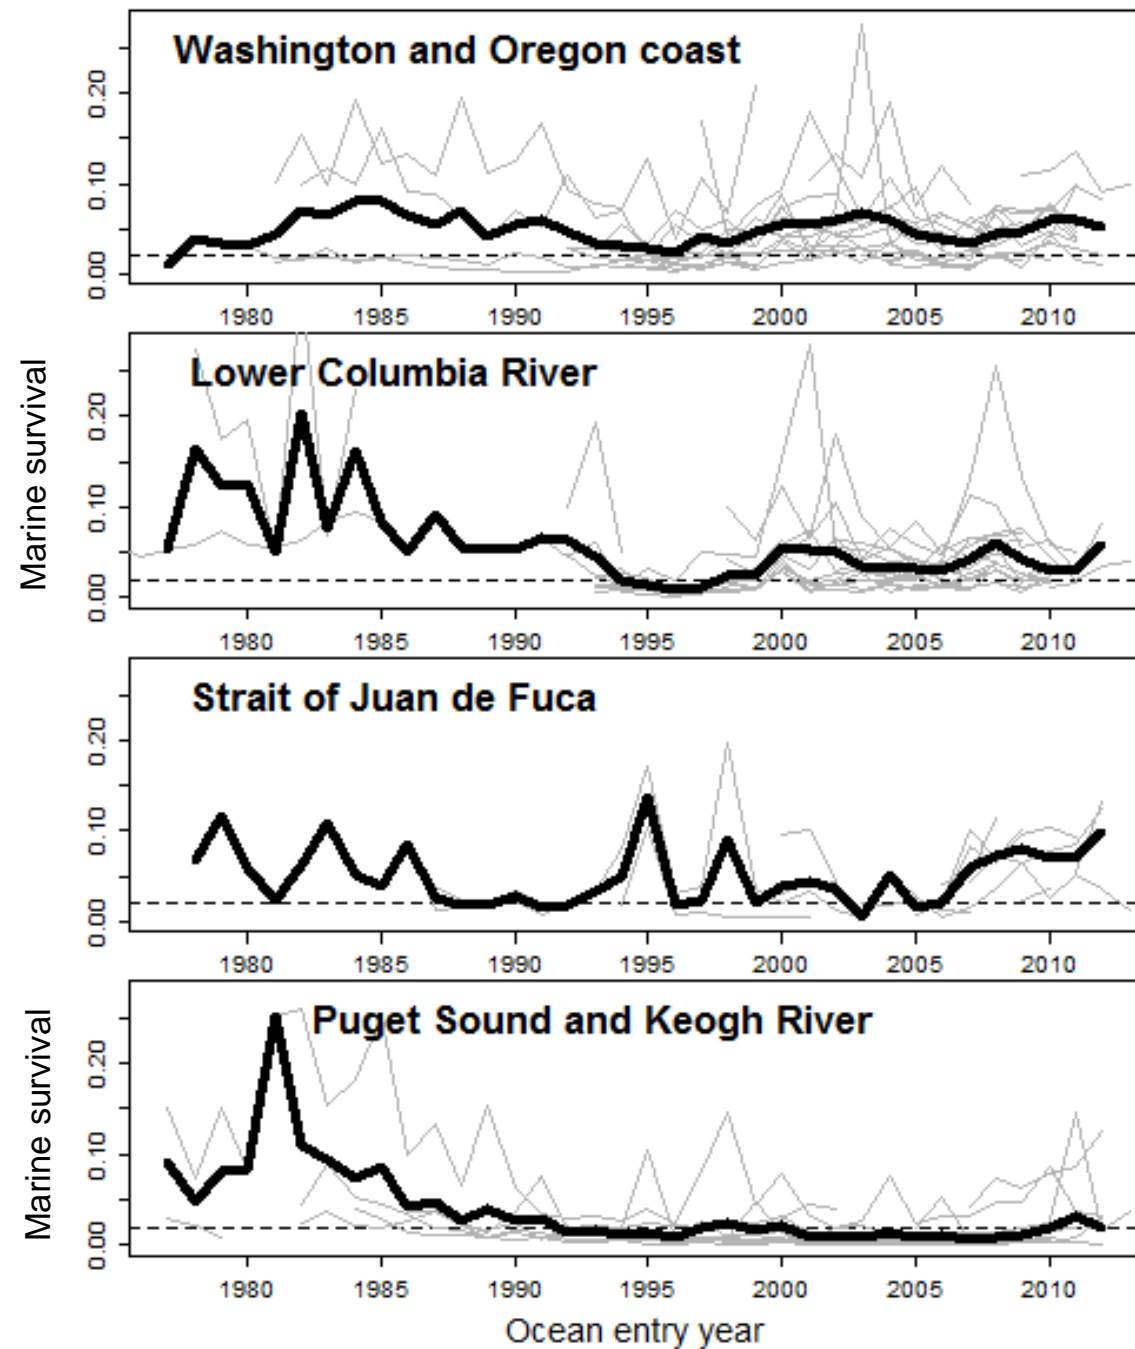 Washington and Oregon coast
0.20
0.10
0.00
1980 1985 1990 1995 2000 2005 2010
Marine survival
Lower Columbia River
0.20
0.10
0.00
1980 1985 1990 1995 2000 2005 2010
Strait of Juan de Fuca
0.20
0.10
0.00
1980 1985 1990 1995 2000 2005 2010
Marine survival
Puget Sound and Keogh River
0.20
0.10
0.00
1980 1985 1990 1995 2000 2005 2010
Ocean entry year